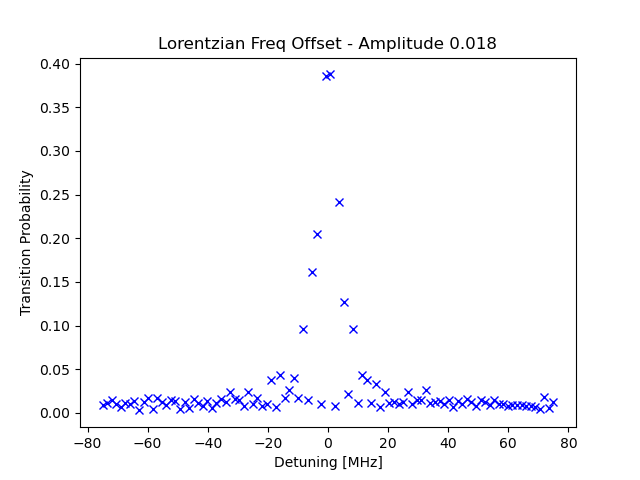 Lorentzian Freq Offset - Amplitude 0.018
0.40
0.35
0.30
0.25
0.20
0.15
0.10
0.05
0.00
Transition Probability
−80 −60 −40 −20 0 20 40 60 80
Detuning [MHz]